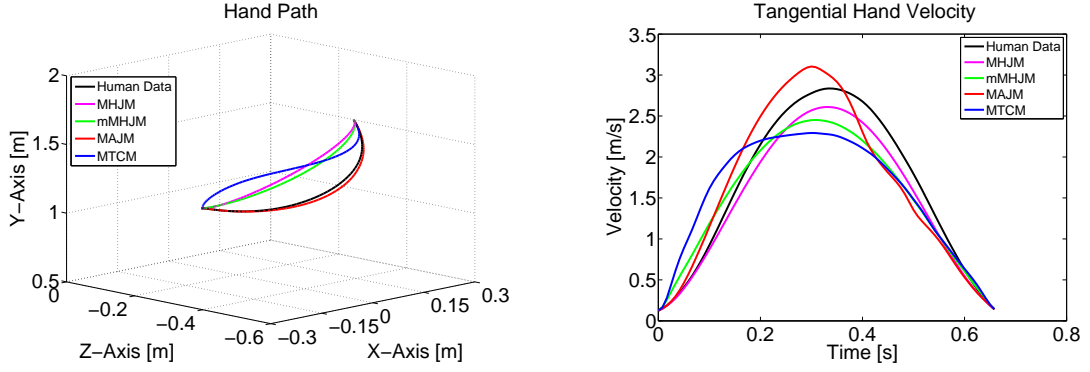 Hand Path
2
1.5
1
0.5
Y−Axis [m]
Human Data
MHJM
mMHJM
MAJM
MTCM
0
−0.2
−0.4
−0.6
Z−Axis [m]
−0.3
−0.15
0
0.15
0.3
X−Axis [m]
Tangential Hand Velocity
3.5
3
2.5
2
1.5
1
0.5
0
Velocity [m/s]
Human Data
MHJM
mMHJM
MAJM
MTCM
0
0.2
0.4
0.6
0.8
Time [s]